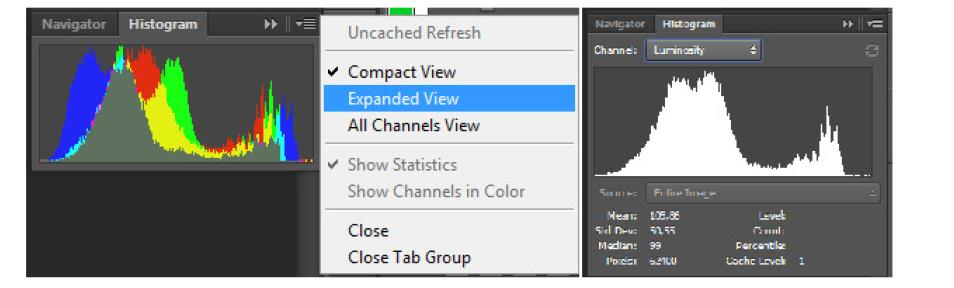 Navigator Histogram
Uncached Refresh
Compact View
Expanded View
All Channels View
Show Statistics
Show Channels in Color
Close
Close Tab Group
Navigator Histogram
Channel: Luminosity
Source: Entire Image
Mean: 105,86 Level:
Std Dev: 50,55 Count:
Median: 99 Percentile:
Pixels: 62400 Cache Level: 1